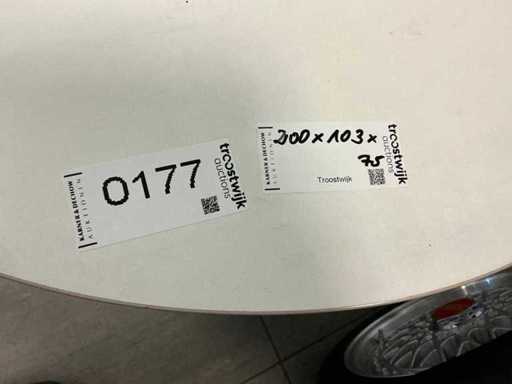 KARNER & DECHOW
AUKTIONEN
0177
troostwijk
auctions
KARNER & DECHOW
AUKTIONEN
200 x 103 x
75
Troostwijk
troostwijk
auctions